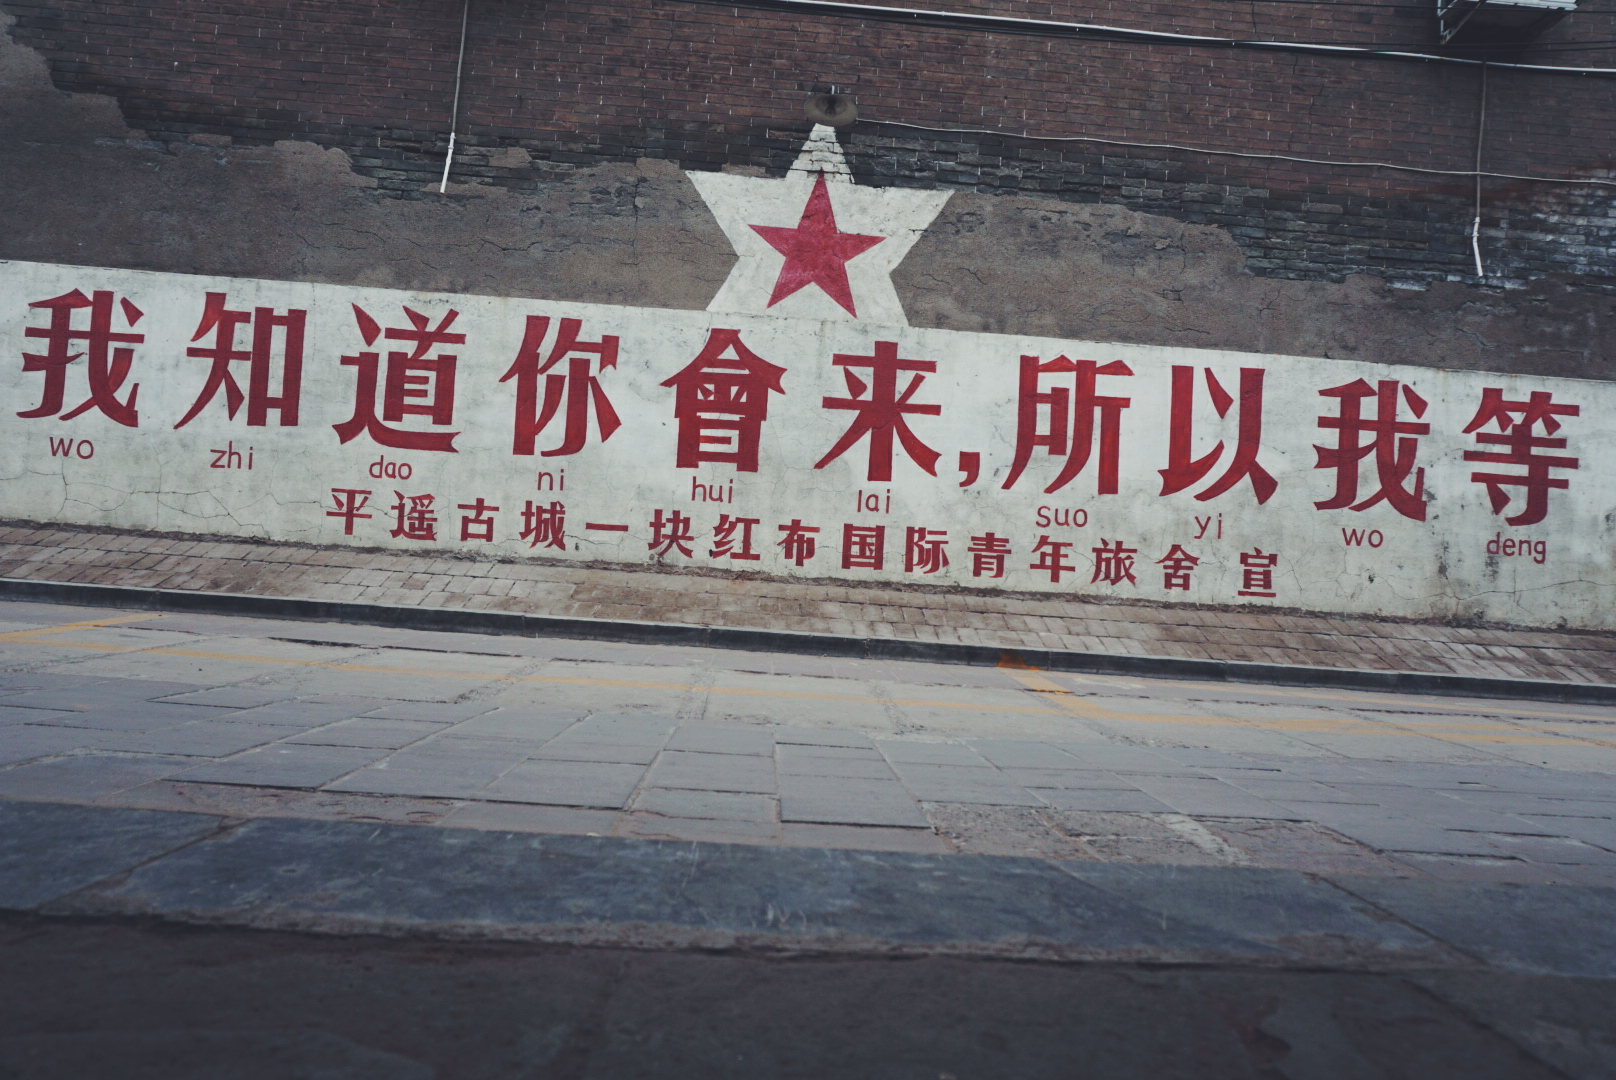 我知道你會来,所以我等
wo zhi dao ni hui lai suo yi wo deng
平遥古城一块红布国际青年旅舍 宣